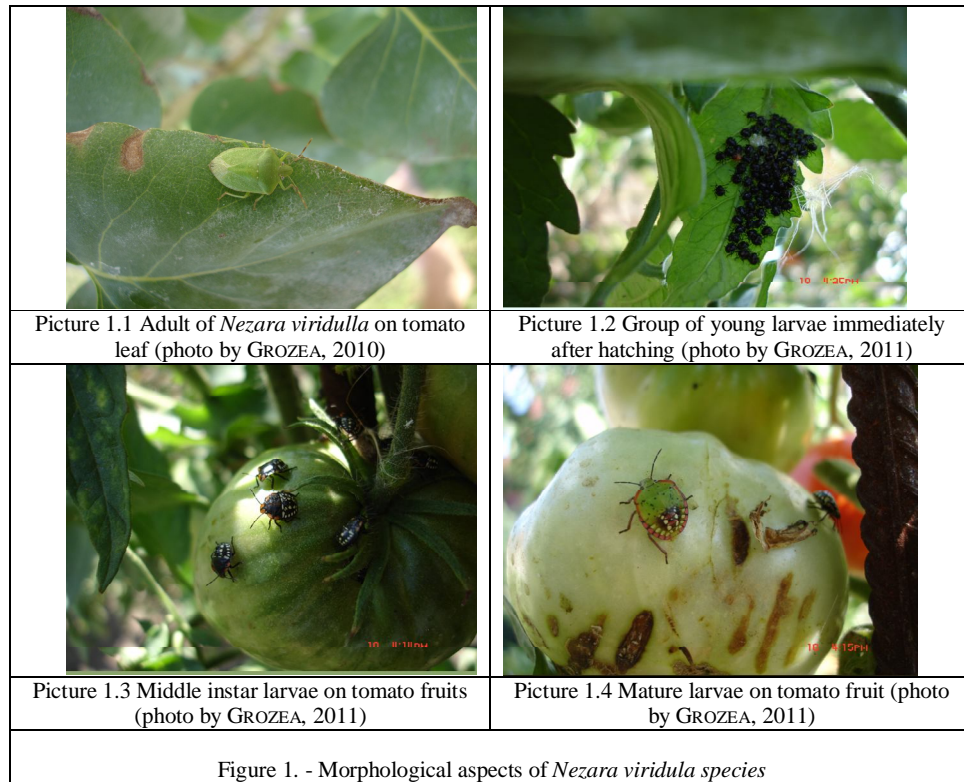 Picture 1.1 Adult of Nezara viridulla on tomato
leaf (photo by GROZEA, 2010)
Picture 1.2 Group of young larvae immediately
after hatching (photo by GROZEA, 2011)
Picture 1.3 Middle instar larvae on tomato fruits
(photo by GROZEA, 2011)
Picture 1.4 Mature larvae on tomato fruit (photo
by GROZEA, 2011)
Figure 1. - Morphological aspects of Nezara viridula species